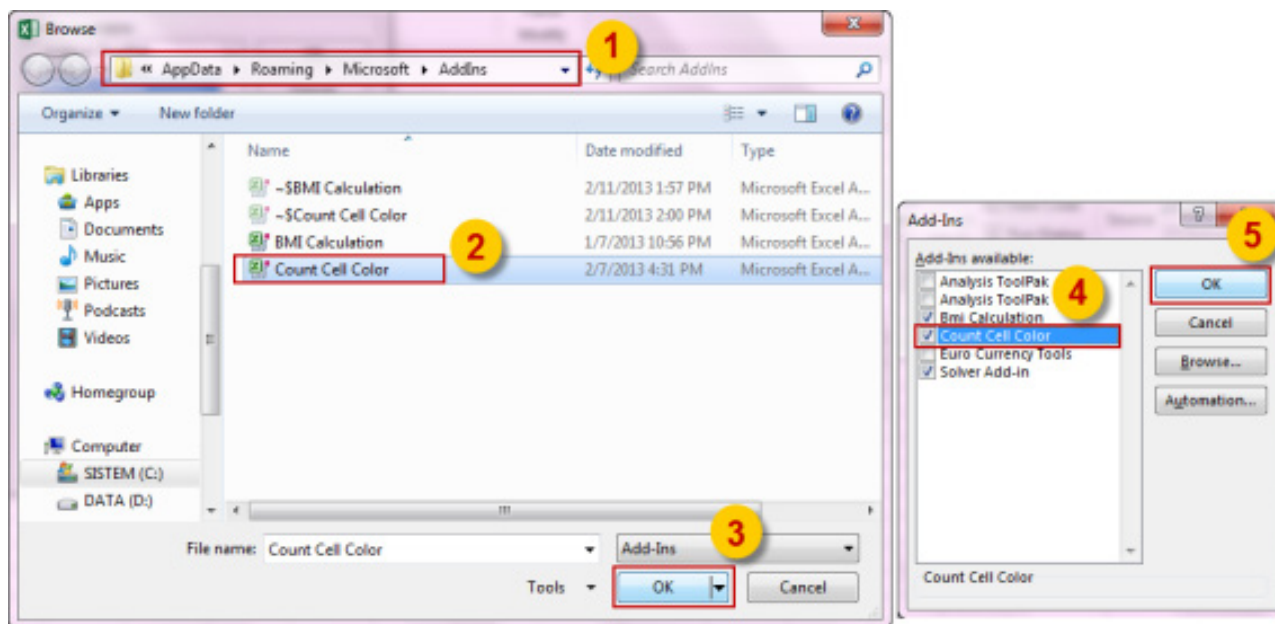 Browse
1
« AppData ▸ Roaming ▸ Microsoft ▸ AddIns
Search AddIns
Organize
New folder
Name
Date modified
Type
Libraries
Apps
Documents
Music
Pictures
Podcasts
Videos
Homegroup
Computer
SISTEM (C:)
DATA (D:)
~$BMI Calculation 2/11/2013 1:57 PM Microsoft Excel A...
~$Count Cell Color 2/11/2013 2:00 PM Microsoft Excel A...
BMI Calculation 1/7/2013 10:56 PM Microsoft Excel A...
2
Count Cell Color 2/7/2013 4:31 PM Microsoft Excel A...
File name: Count Cell Color
Add-Ins
3
Tools
OK
Cancel
Add-Ins
5
Add-Ins available:
Analysis ToolPak
Analysis ToolPak
4
Bmi Calculation
Count Cell Color
Euro Currency Tools
Solver Add-in
OK
Cancel
Browse...
Automation...
Count Cell Color